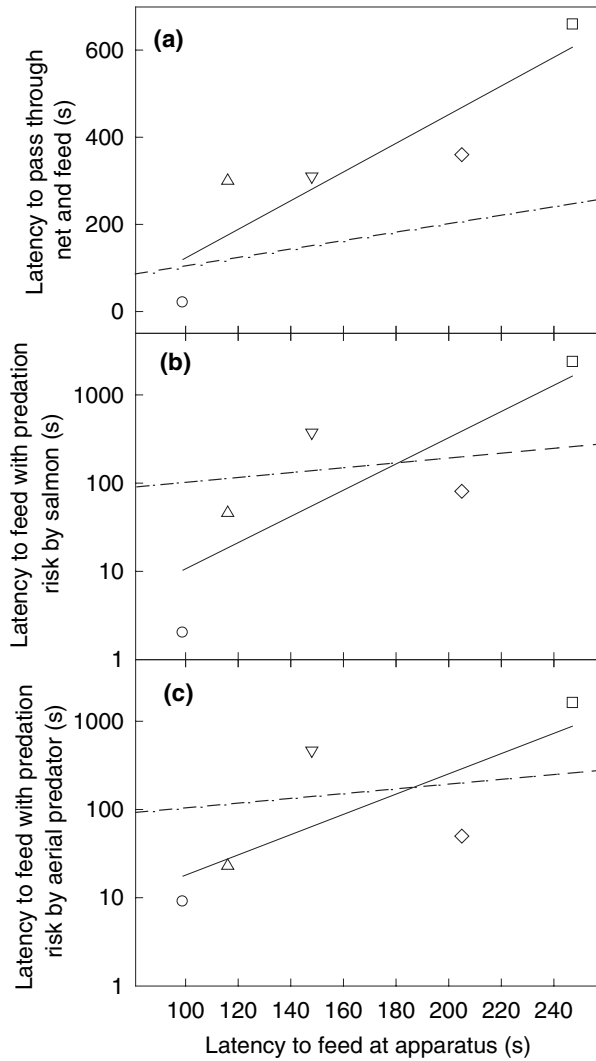 (a)
Latency to pass through
net and feed (s)
600
400
200
0
(b)
Latency to feed with predation
risk by salmon (s)
1000
100
10
1
(c)
Latency to feed with predation
risk by aerial predator (s)
1000
100
10
1
100 120 140 160 180 200 220 240
Latency to feed at apparatus (s)